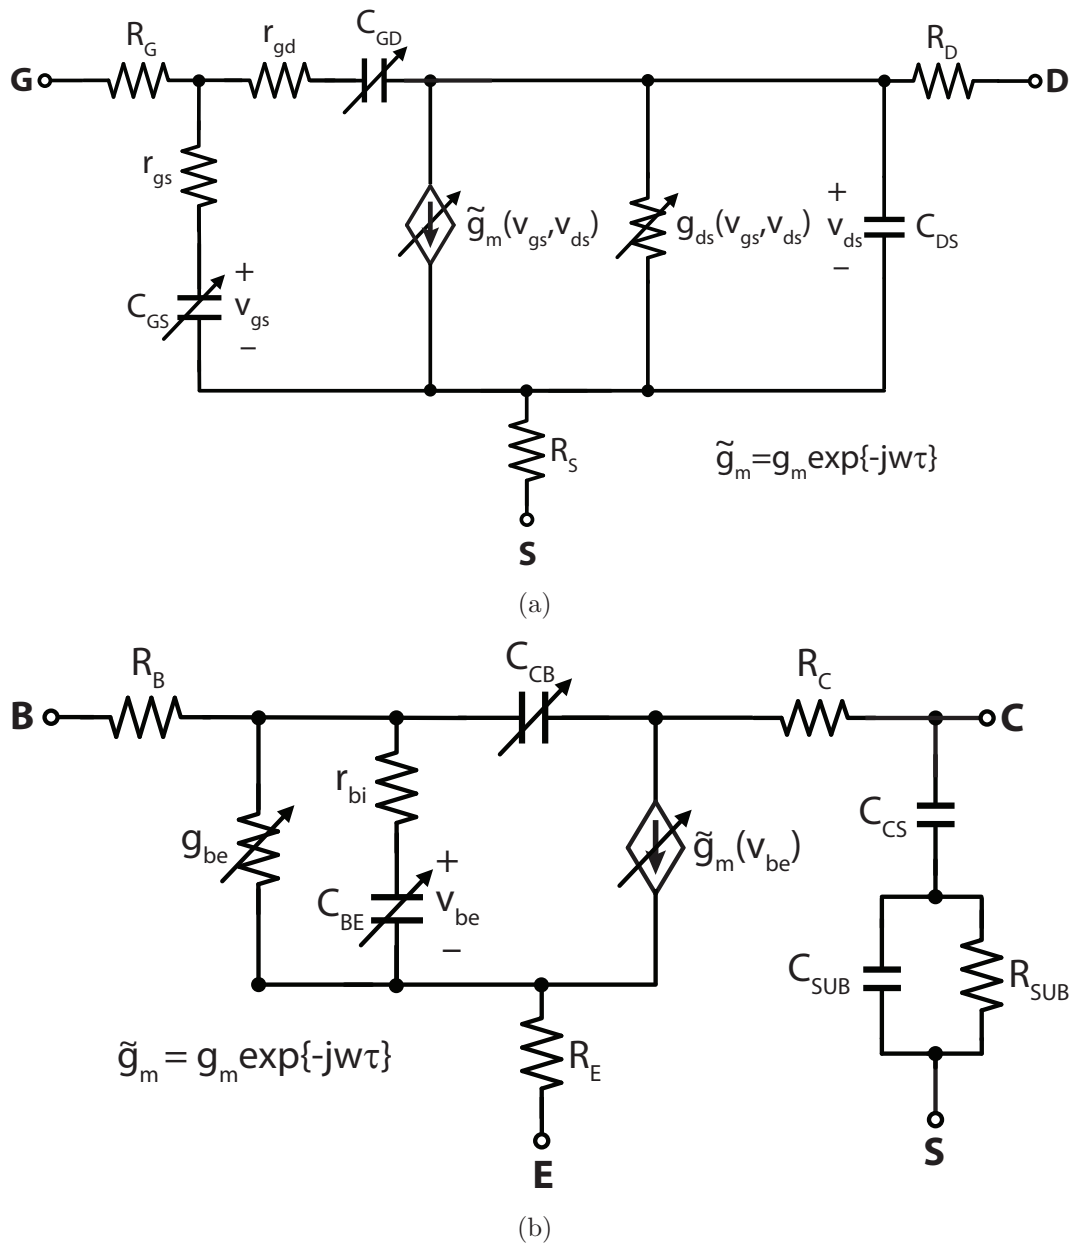 R_G
r_gd
C_GD
R_D
G
D
r_gs
g̃_m(v_gs,v_ds)
g_ds(v_gs,v_ds)
+
v_ds
−
C_DS
C_GS
+
v_gs
−
R_S
g̃_m=g_m exp{-jwτ}
S
(a)
R_B
C_CB
R_C
B
C
r_bi
g_be
C_BE
+
v_be
−
g̃_m(v_be)
C_CS
C_SUB
R_SUB
g̃_m = g_m exp{-jwτ}
R_E
E
S
(b)